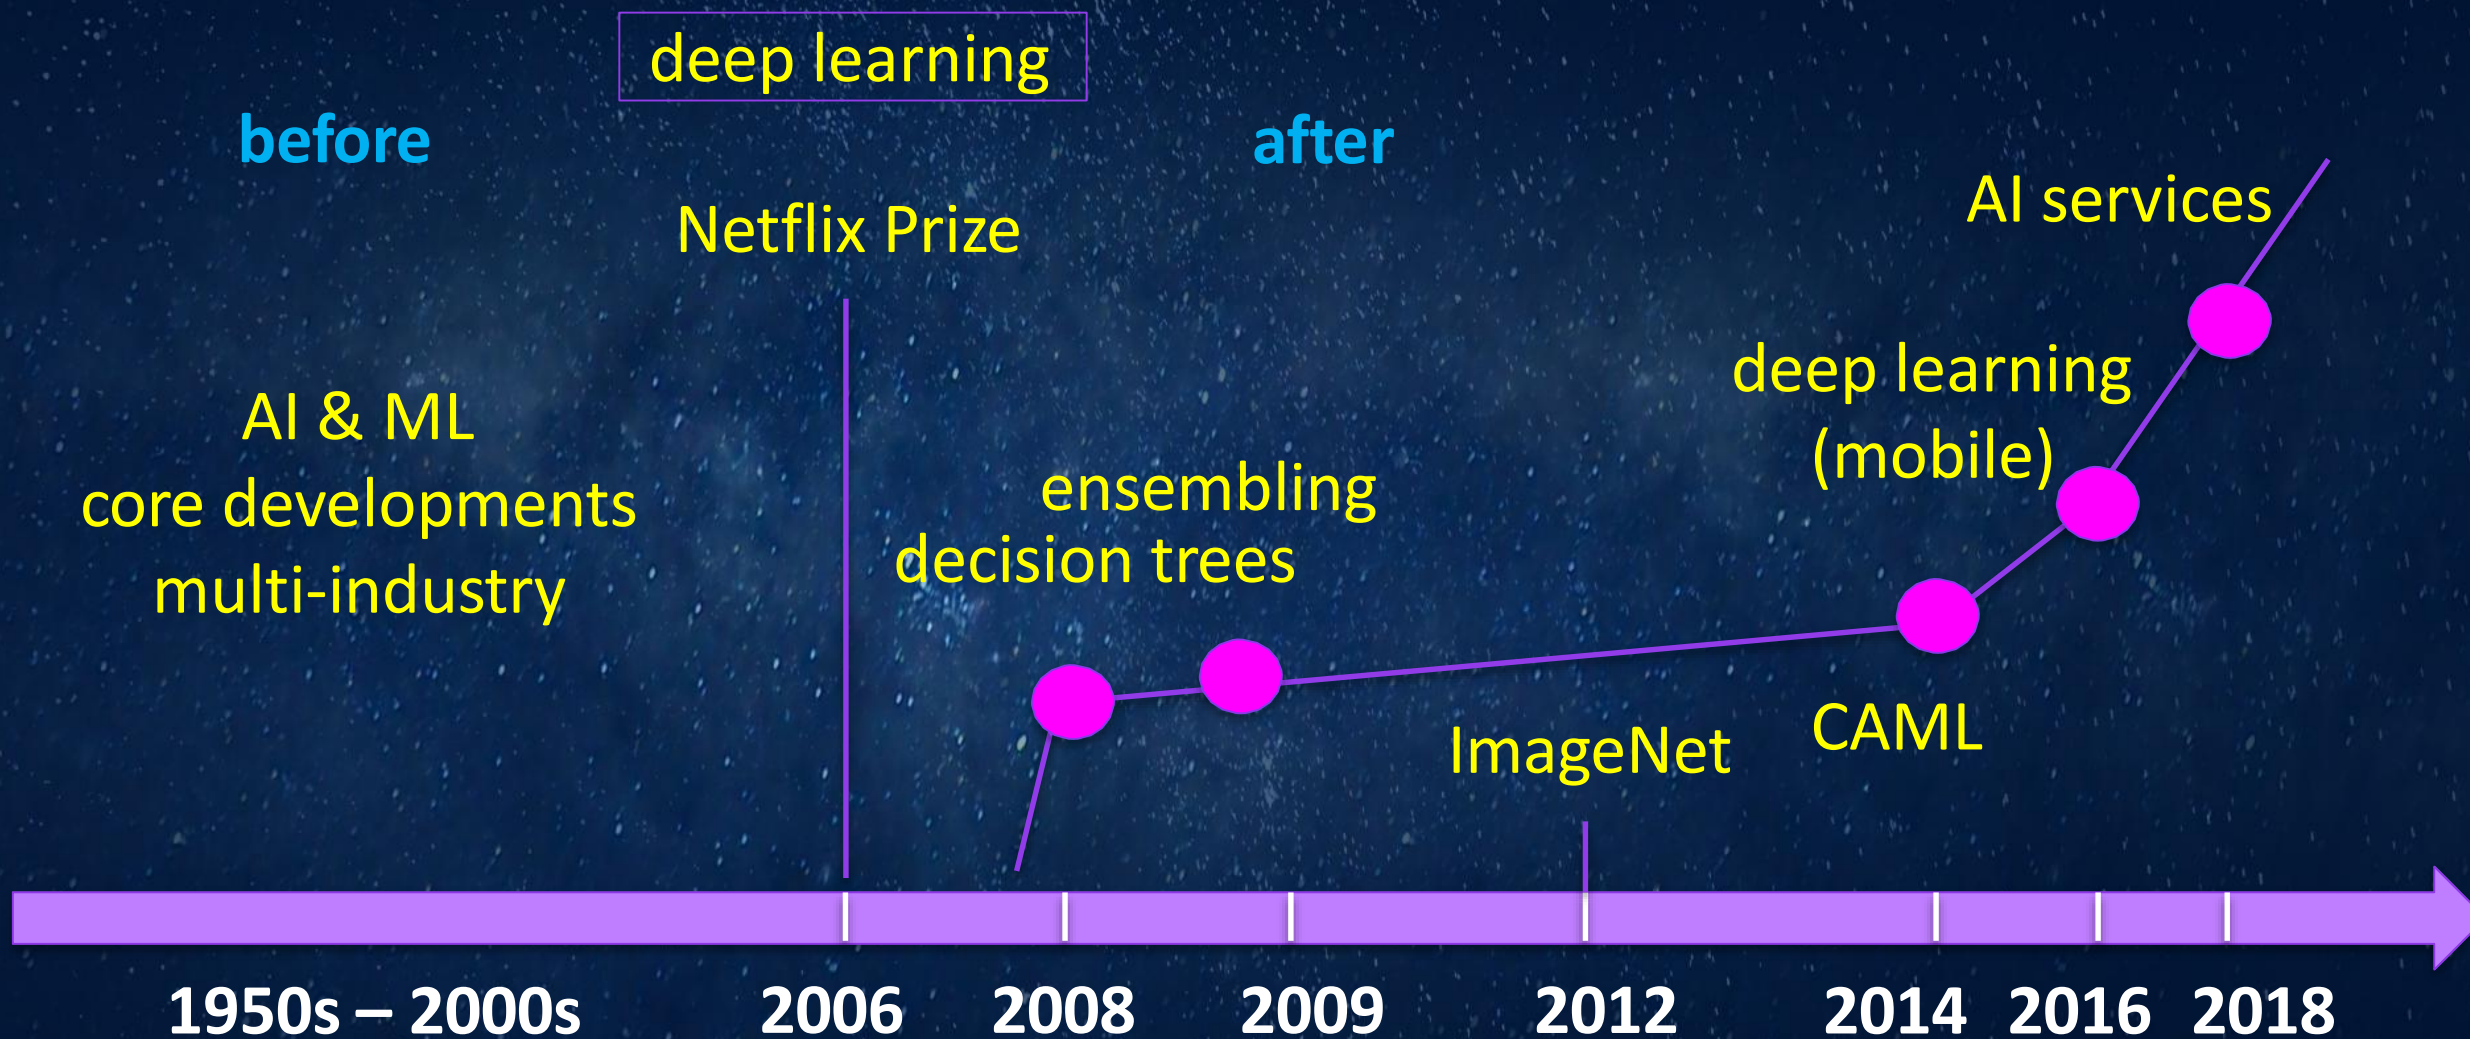 deep learning
before
after
Netflix Prize
AI services
AI & ML
core developments
multi-industry
ensembling
decision trees
deep learning
(mobile)
ImageNet
CAML
1950s – 2000s
2006
2008
2009
2012
2014
2016
2018